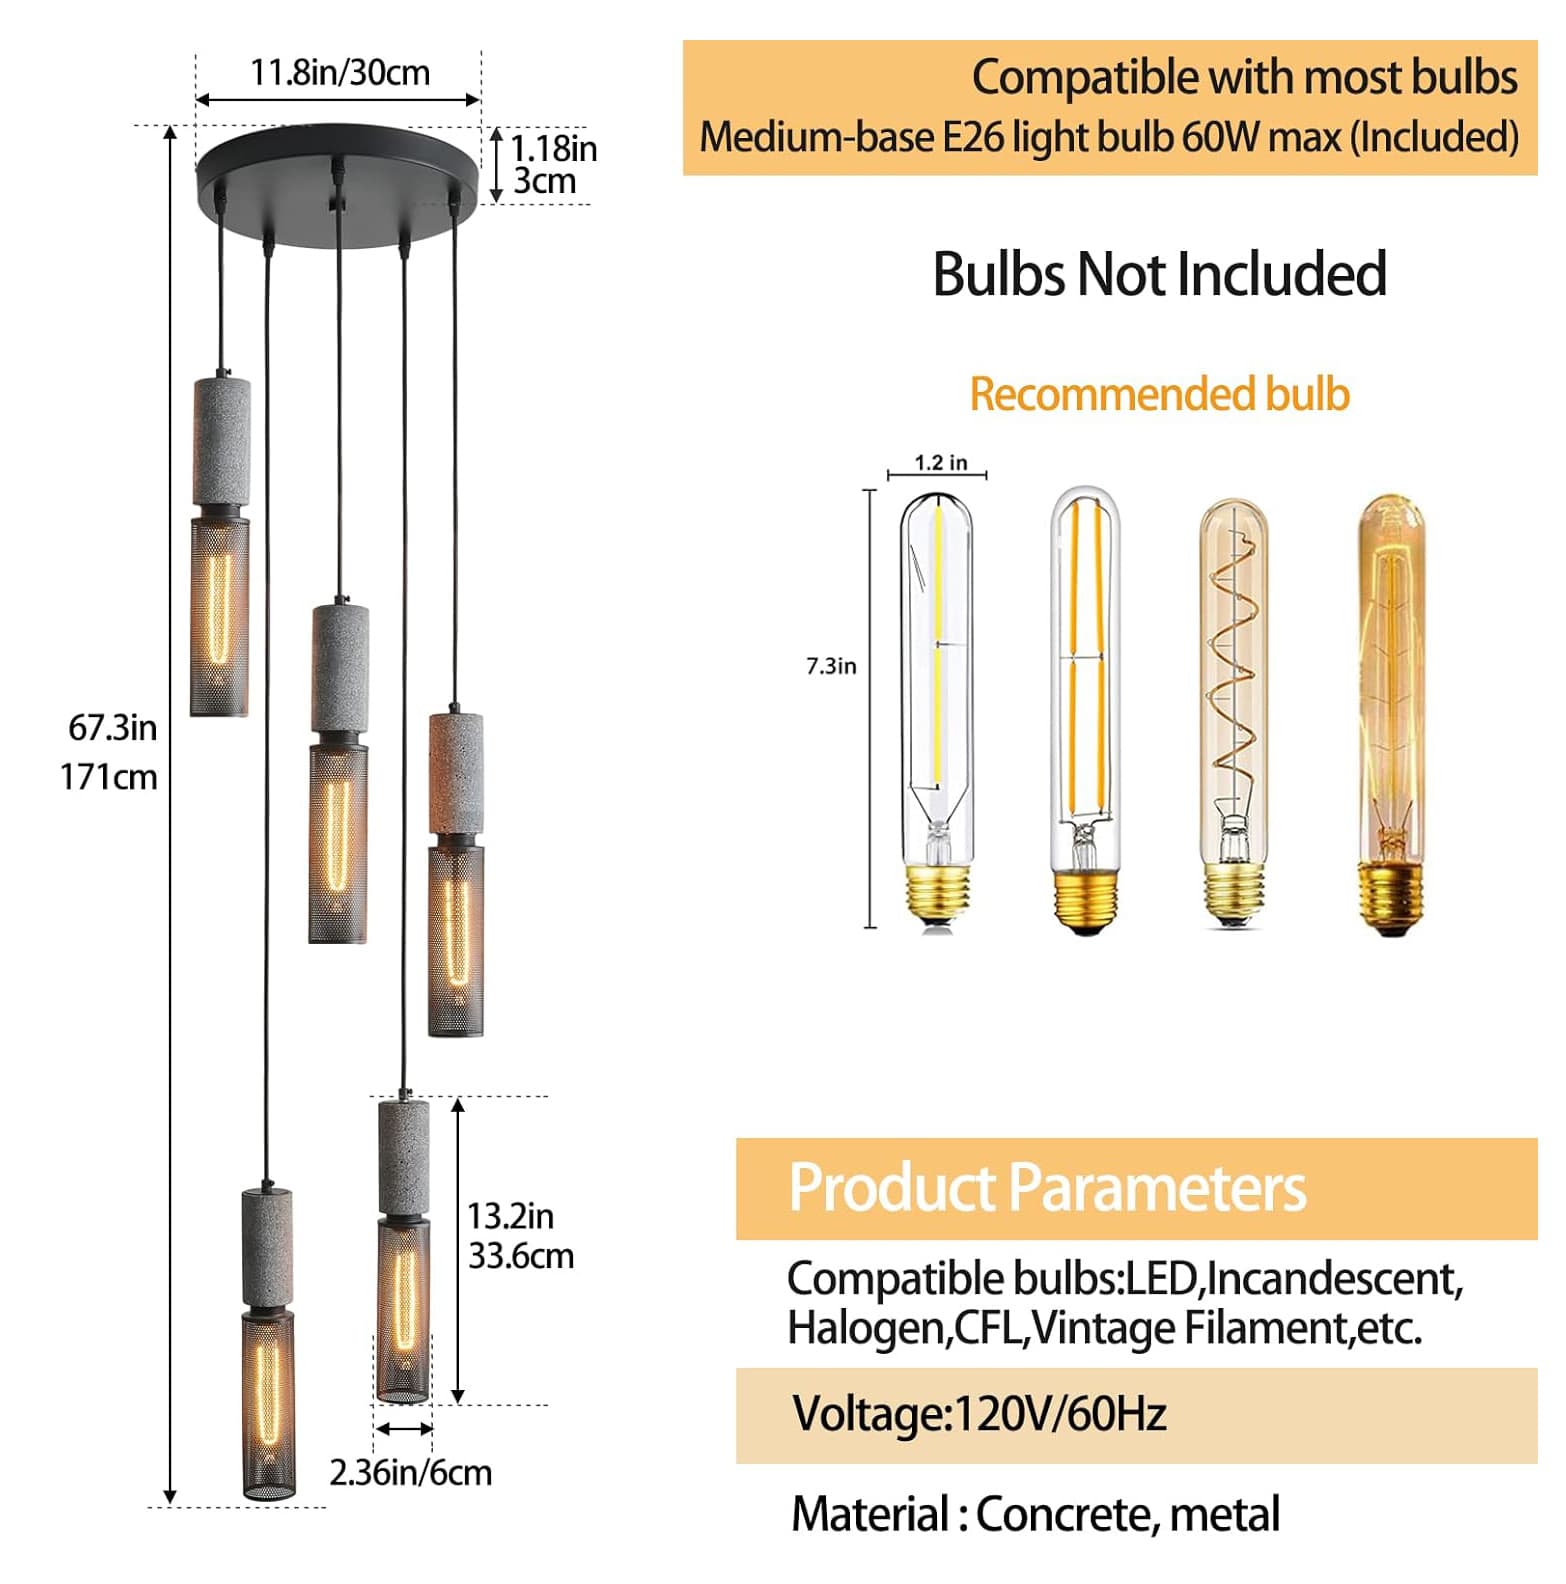 11.8in/30cm
1.18in
3cm
67.3in
171cm
13.2in
33.6cm
2.36in/6cm
Compatible with most bulbs
Medium-base E26 light bulb 60W max (Included)
Bulbs Not Included
Recommended bulb
1.2 in
7.3in
Product Parameters
Compatible bulbs:LED,Incandescent,
Halogen,CFL,Vintage Filament,etc.
Voltage:120V/60Hz
Material : Concrete, metal